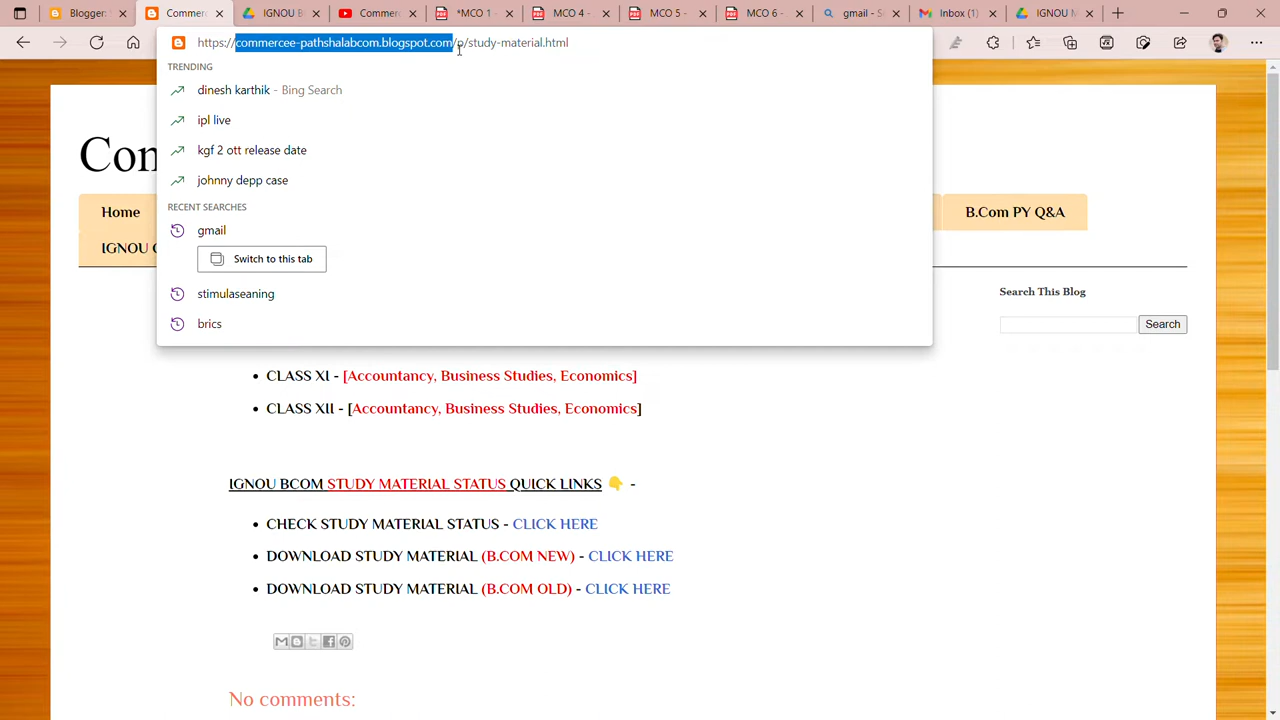 Blogger:
Commerc
IGNOU B
Commerc
*MCO 1 -
MCO 4 -
MCO 5 -
MCO 6 -
gmail - S
Inbox (1)
IGNOU M
https://commercee-pathshalabcom.blogspot.com/p/study-material.html
TRENDING
dinesh karthik - Bing Search
ipl live
kgf 2 ott release date
johnny depp case
RECENT SEARCHES
gmail
Switch to this tab
stimulaseaning
brics
Com
Home
B.Com PY Q&A
IGNOU
Search This Blog
Search
• CLASS XI - [Accountancy, Business Studies, Economics]
• CLASS XII - [Accountancy, Business Studies, Economics]
IGNOU BCOM STUDY MATERIAL STATUS QUICK LINKS 👇 -
• CHECK STUDY MATERIAL STATUS - CLICK HERE
• DOWNLOAD STUDY MATERIAL (B.COM NEW) - CLICK HERE
• DOWNLOAD STUDY MATERIAL (B.COM OLD) - CLICK HERE
No comments: